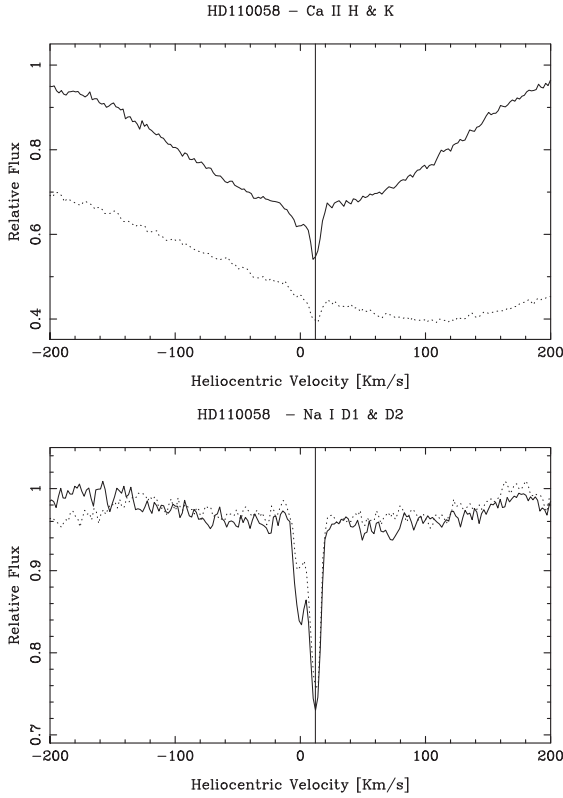 HD110058 – Ca II H & K
1
0.8
0.6
0.4
Relative Flux
−200 −100 0 100 200
Heliocentric Velocity [Km/s]
HD110058 – Na I D1 & D2
1
0.9
0.8
0.7
Relative Flux
−200 −100 0 100 200
Heliocentric Velocity [Km/s]